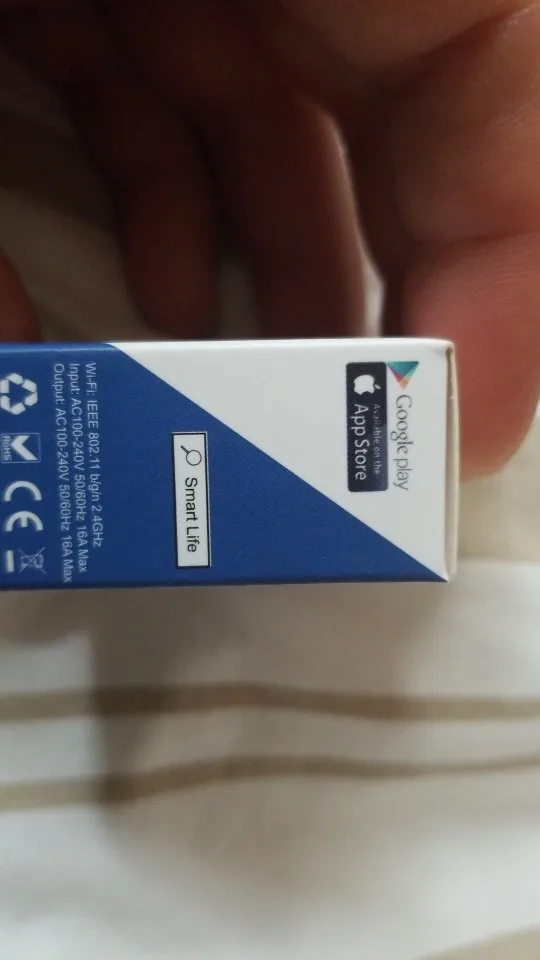 Google play
Available on the
App Store
Smart Life
Wi-Fi: IEEE 802.11 b/g/n 2.4GHz
Input: AC100-240V 50/60Hz 16A Max
Output: AC100-240V 50/60Hz 16A Max
RoHS
CE